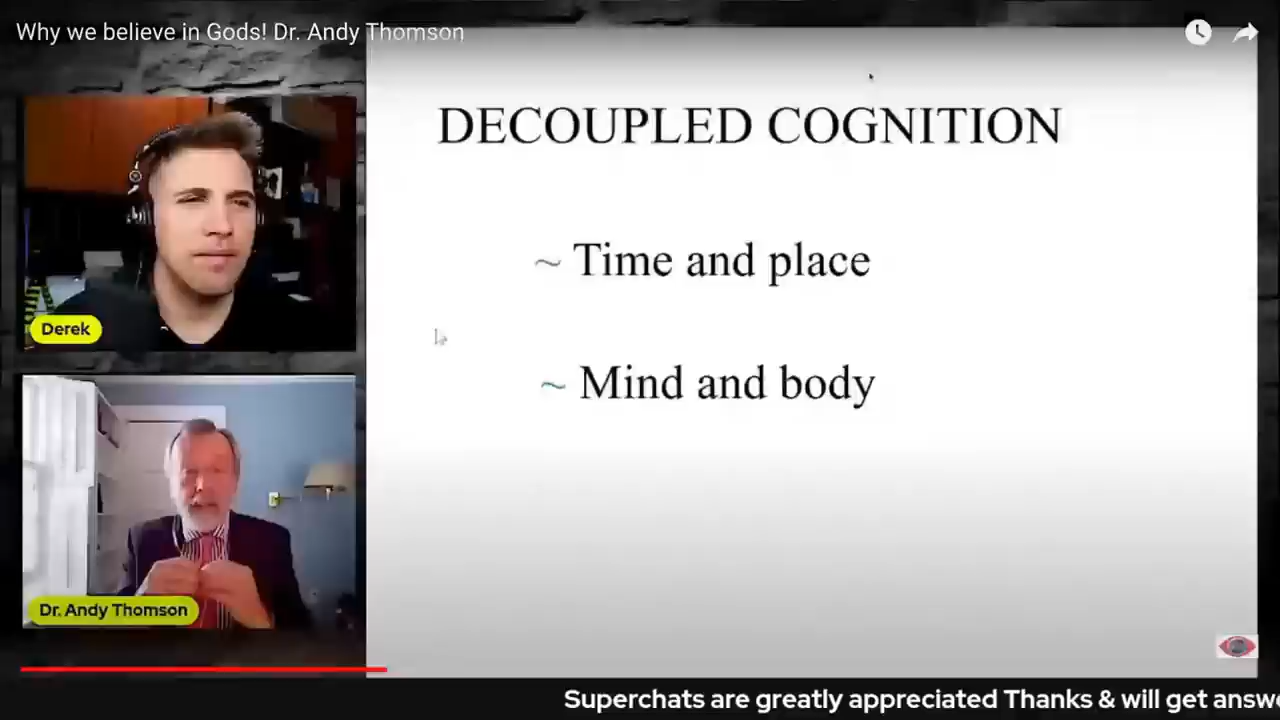 Why we believe in Gods! Dr. Andy Thomson
DECOUPLED COGNITION
~ Time and place
~ Mind and body
Derek
Dr. Andy Thomson
Superchats are greatly appreciated Thanks & will get answ